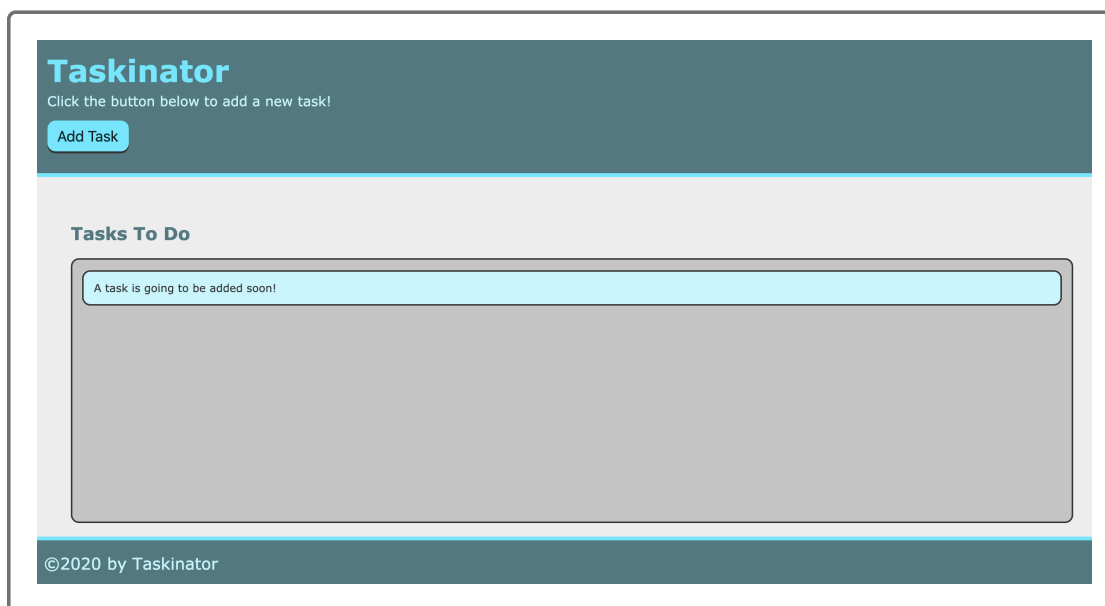 Taskinator
Click the button below to add a new task!
Add Task
Tasks To Do
A task is going to be added soon!
©2020 by Taskinator